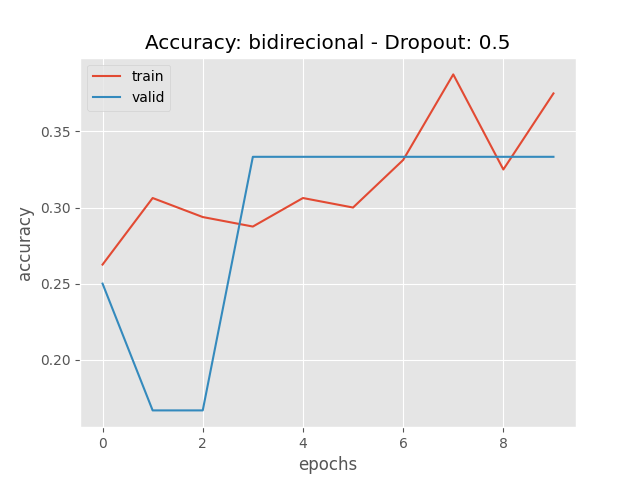 Accuracy: bidirecional - Dropout: 0.5
train
valid
0.35
0.30
0.25
0.20
accuracy
0 2 4 6 8
epochs